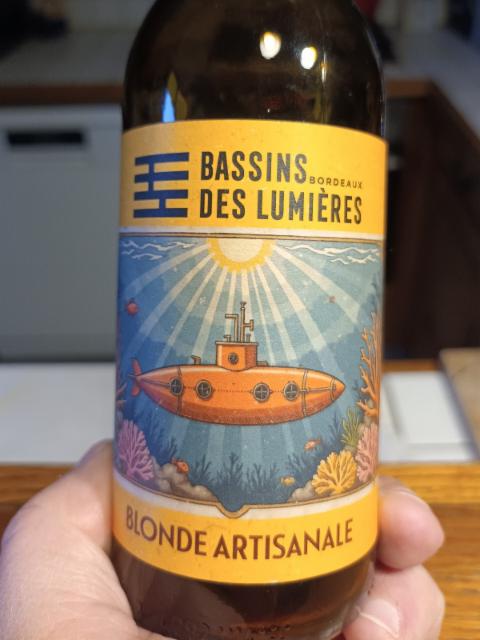 BASSINS BORDEAUX
DES LUMIÈRES
BLONDE ARTISANALE